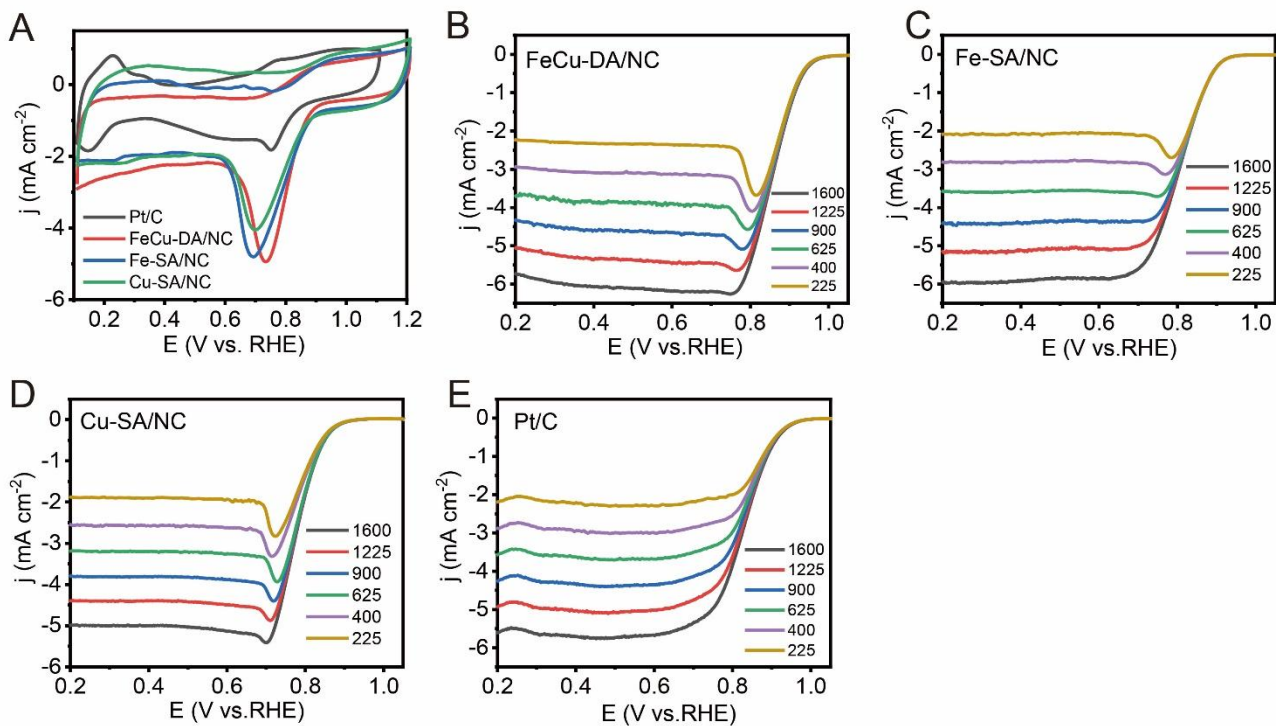 A
j (mA cm-2)
1
0
-2
-4
-6
Pt/C
FeCu-DA/NC
Fe-SA/NC
Cu-SA/NC
0.2 0.4 0.6 0.8 1.0 1.2
E (V vs. RHE)
B
FeCu-DA/NC
j (mA cm-2)
0
-1
-2
-3
-4
-5
-6
1600
1225
900
625
400
225
0.2 0.4 0.6 0.8 1.0
E (V vs.RHE)
C
Fe-SA/NC
j (mA cm-2)
0
-1
-2
-3
-4
-5
-6
1600
1225
900
625
400
225
0.2 0.4 0.6 0.8 1.0
E (V vs.RHE)
D
Cu-SA/NC
j (mA cm-2)
0
-1
-2
-3
-4
-5
-6
1600
1225
900
625
400
225
0.2 0.4 0.6 0.8 1.0
E (V vs.RHE)
E
Pt/C
j (mA cm-2)
0
-1
-2
-3
-4
-5
-6
1600
1225
900
625
400
225
0.2 0.4 0.6 0.8 1.0
E (V vs.RHE)